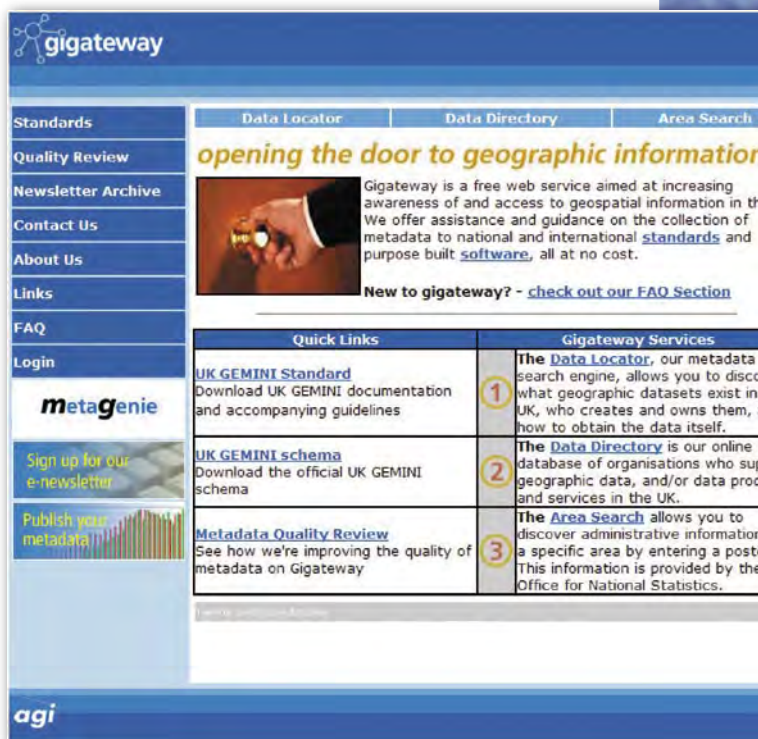 gigateway
Standards
Quality Review
Newsletter Archive
Contact Us
About Us
Links
FAQ
Login
metaGenie
Sign up for our
e-newsletter
Publish your
metadata
Data Locator
Data Directory
Area Search
opening the door to geographic information
Gigateway is a free web service aimed at increasing
awareness of and access to geospatial information in th
We offer assistance and guidance on the collection of
metadata to national and international standards and
purpose built software, all at no cost.
New to gigateway? - check out our FAQ Section
Quick Links
UK GEMINI Standard
Download UK GEMINI documentation
and accompanying guidelines
UK GEMINI schema
Download the official UK GEMINI
schema
Metadata Quality Review
See how we're improving the quality of
metadata on Gigateway
Gigateway Services
1
The Data Locator, our metadata
search engine, allows you to disco
what geographic datasets exist in
UK, who creates and owns them,
how to obtain the data itself.
2
The Data Directory is our online
database of organisations who su
geographic data, and/or data prod
and services in the UK.
3
The Area Search allows you to
discover administrative information
a specific area by entering a post
This information is provided by the
Office for National Statistics.
agi